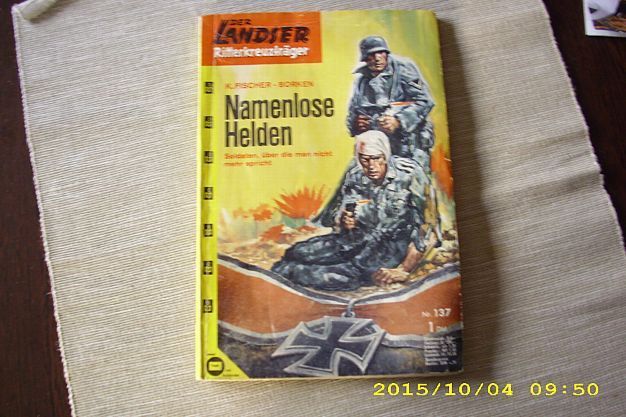 DER
LANDSER
Ritterkreuzträger
K. FISCHER - BORKEN
Namenlose
Helden
Soldaten, über die man nicht
mehr spricht
Nr. 137
1
2015/10/04 09:50